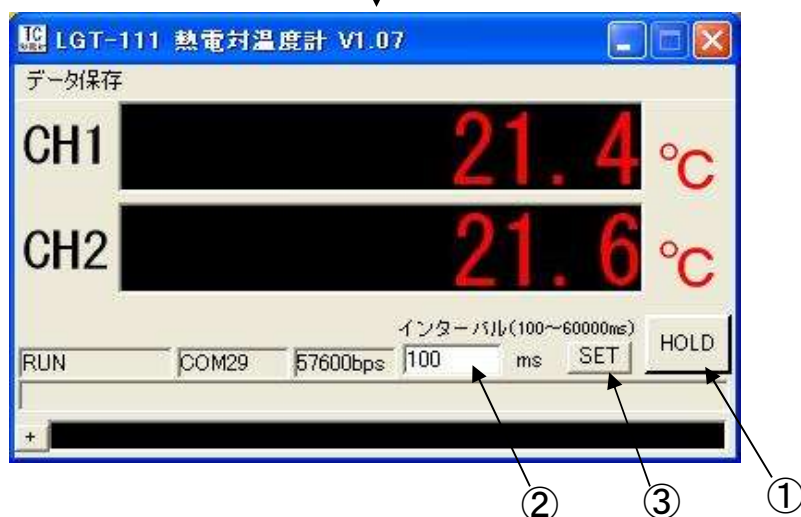 LGT-111 熱電対温度計 V1.07
データ保存
CH1 21.4 ℃
CH2 21.6 ℃
インターバル(100～60000ms)
RUN COM29 57600bps 100 ms SET HOLD
+
② ③ ①